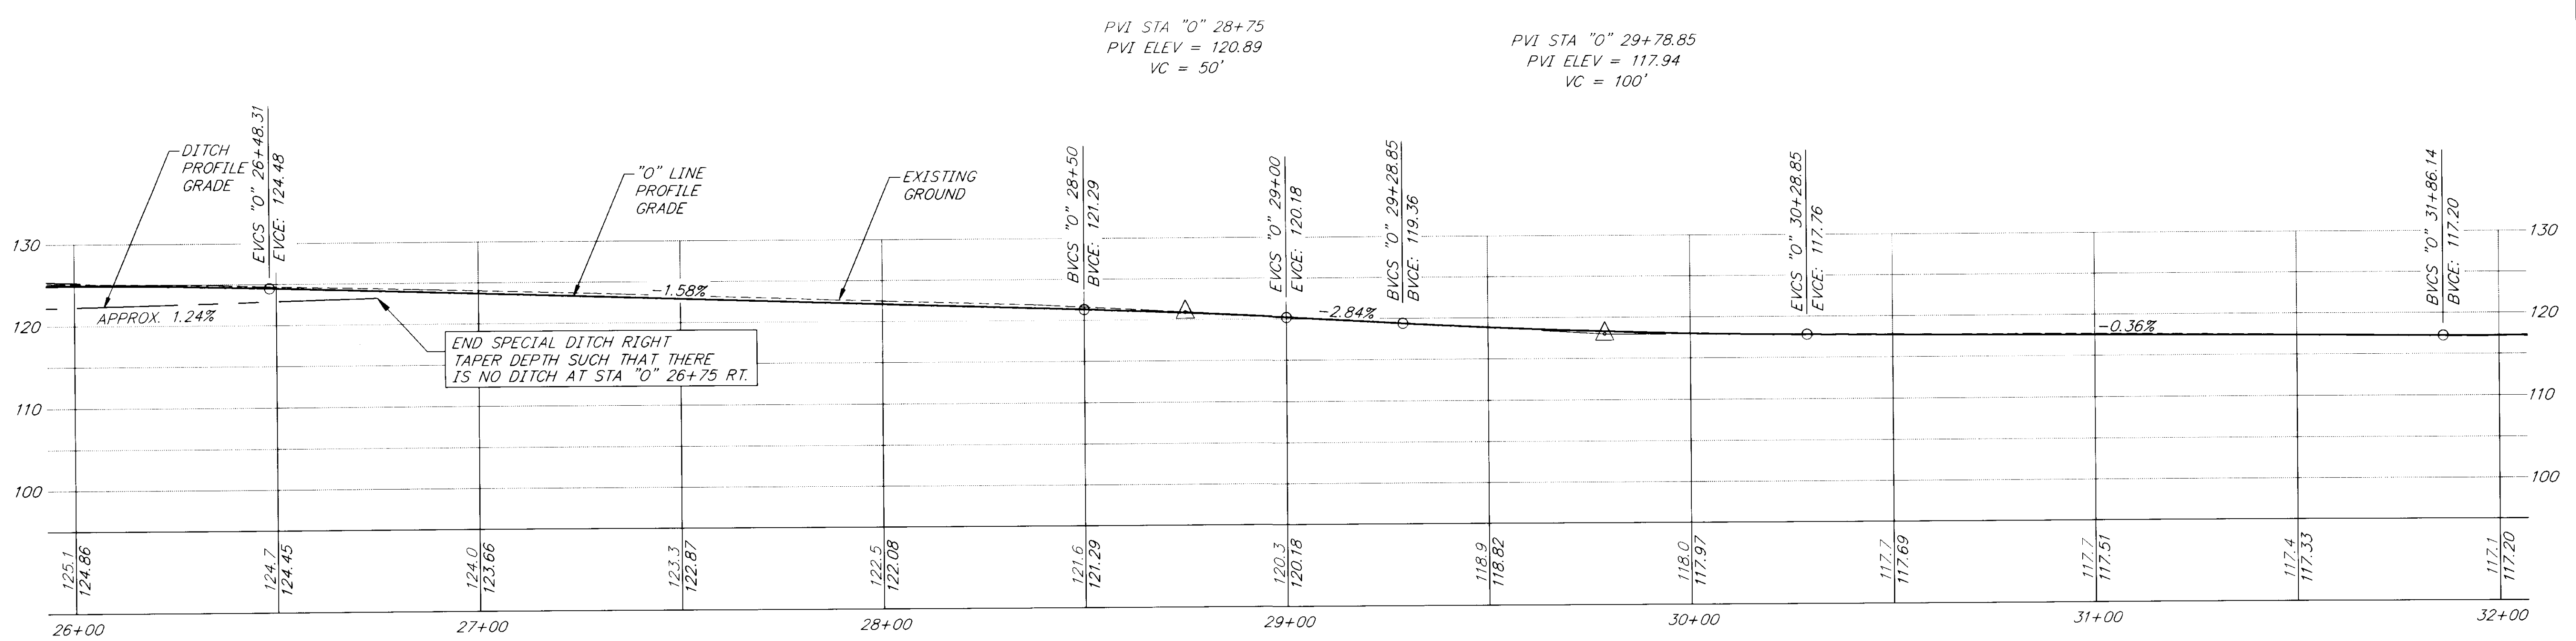 PVI STA "O" 28+75
PVI ELEV = 120.89
VC = 50'
PVI STA "O" 29+78.85
PVI ELEV = 117.94
VC = 100'
EVCS "O" 26+48.31
EVCE: 124.48
BVCS "O" 28+50
BVCE: 121.29
EVCS "O" 29+00
EVCE: 120.18
BVCS "O" 29+28.85
BVCE: 119.36
EVCS "O" 30+28.85
EVCE: 117.76
BVCS "O" 31+86.14
BVCE: 117.20
DITCH
PROFILE
GRADE
"O" LINE
PROFILE
GRADE
EXISTING
GROUND
130
130
-1.58%
-2.84%
-0.36%
APPROX. 1.24%
120
120
END SPECIAL DITCH RIGHT
TAPER DEPTH SUCH THAT THERE
IS NO DITCH AT STA "O" 26+75 RT.
110
110
100
100
125.1
124.86
124.7
124.45
124.0
123.66
123.3
122.87
122.5
122.08
121.6
121.29
120.3
120.18
118.9
118.82
118.0
117.97
117.7
117.69
117.7
117.51
117.4
117.33
117.1
117.20
26+00
27+00
28+00
29+00
30+00
31+00
32+00